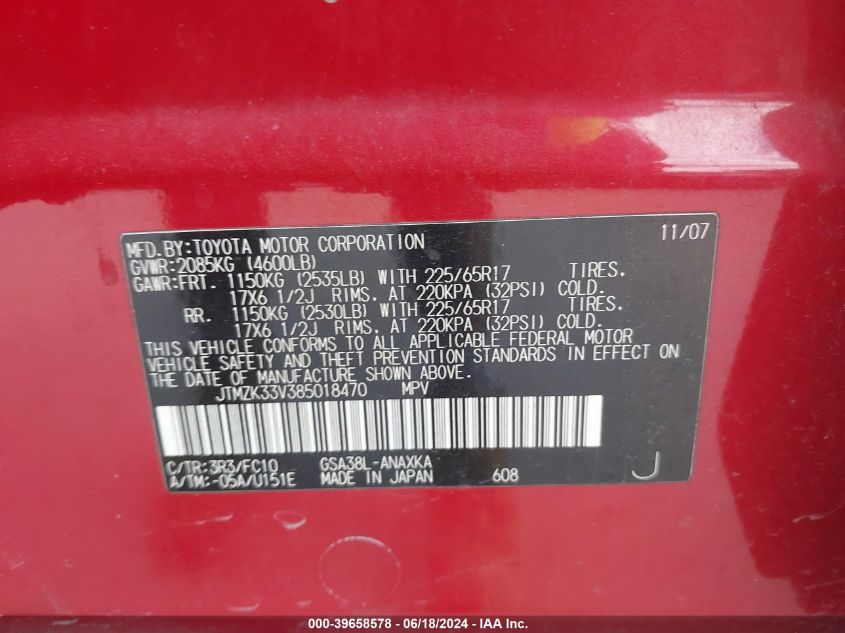 MFD.BY:TOYOTA MOTOR CORPORATION 11/07
GVWR:2085KG (4600LB)
GAWR:FRT. 1150KG (2535LB) WITH 225/65R17 TIRES.
17X6 1/2J RIMS. AT 220KPA (32PSI) COLD.
RR. 1150KG (2530LB) WITH 225/65R17 TIRES.
17X6 1/2J RIMS. AT 220KPA (32PSI) COLD.
THIS VEHICLE CONFORMS TO ALL APPLICABLE FEDERAL MOTOR
VEHICLE SAFETY AND THEFT PREVENTION STANDARDS IN EFFECT ON
THE DATE OF MANUFACTURE SHOWN ABOVE.
JTMZK33V385018470 MPV
C/TR:3R3/FC10 GSA38L-ANAXKA
A/TM:-05A/U151E MADE IN JAPAN 608 J
000-39658578 - 06/18/2024 - IAA Inc.